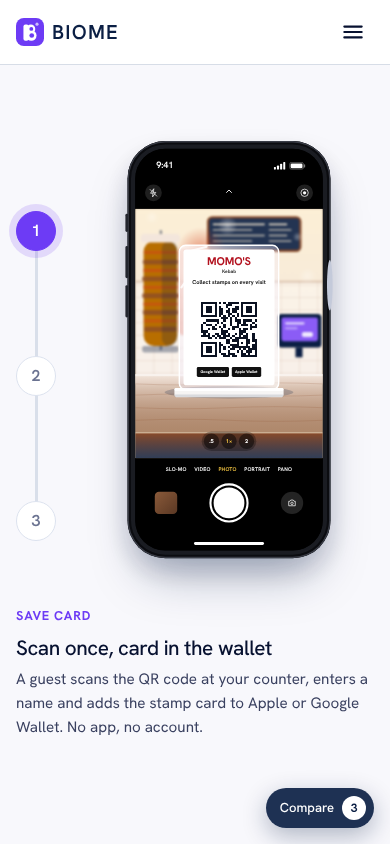 BIOME
9:41
MOMO'S
Kebab
Collect stamps on every visit
Google Wallet Apple Wallet
.5 1× 2
SLO-MO VIDEO PHOTO PORTRAIT PANO
1
2
3
SAVE CARD
Scan once, card in the wallet
A guest scans the QR code at your counter, enters a
name and adds the stamp card to Apple or Google
Wallet. No app, no account.
Compare 3